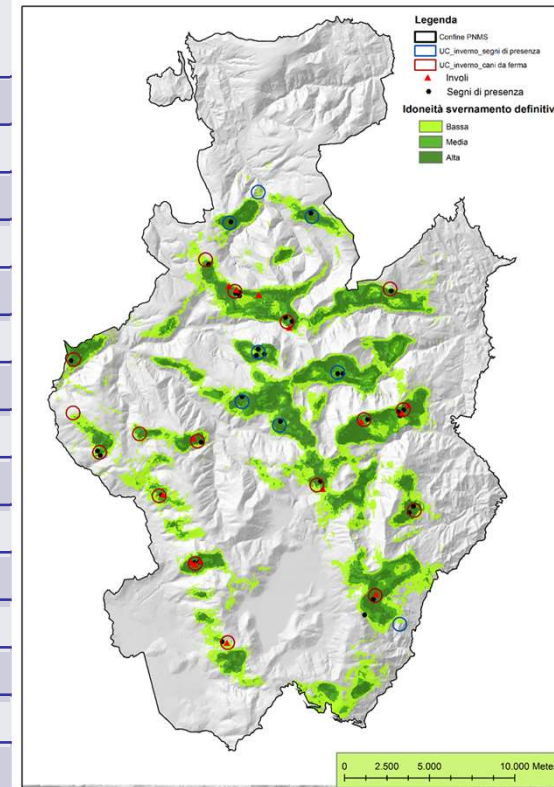 Legenda
Confine PNMS
UC_inverno_segni di presenza
UC_inverno_cani da ferma
Involi
Segni di presenza
Idoneità svernamento definitiv
Bassa
Media
Alta
0 2.500 5.000 10.000 Mete